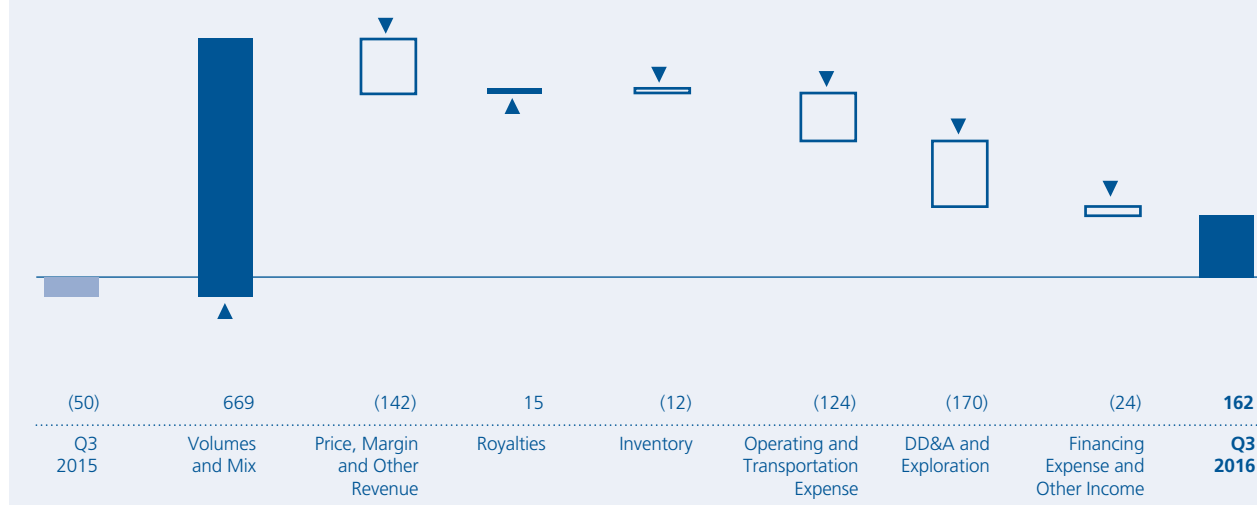 (50) 669 (142) 15 (12) (124) (170) (24) 162
Q3 Volumes Price, Margin Royalties Inventory Operating and DD&A and Financing Q3
2015 and Mix and Other Transportation Exploration Expense and 2016
Revenue Expense Other Income